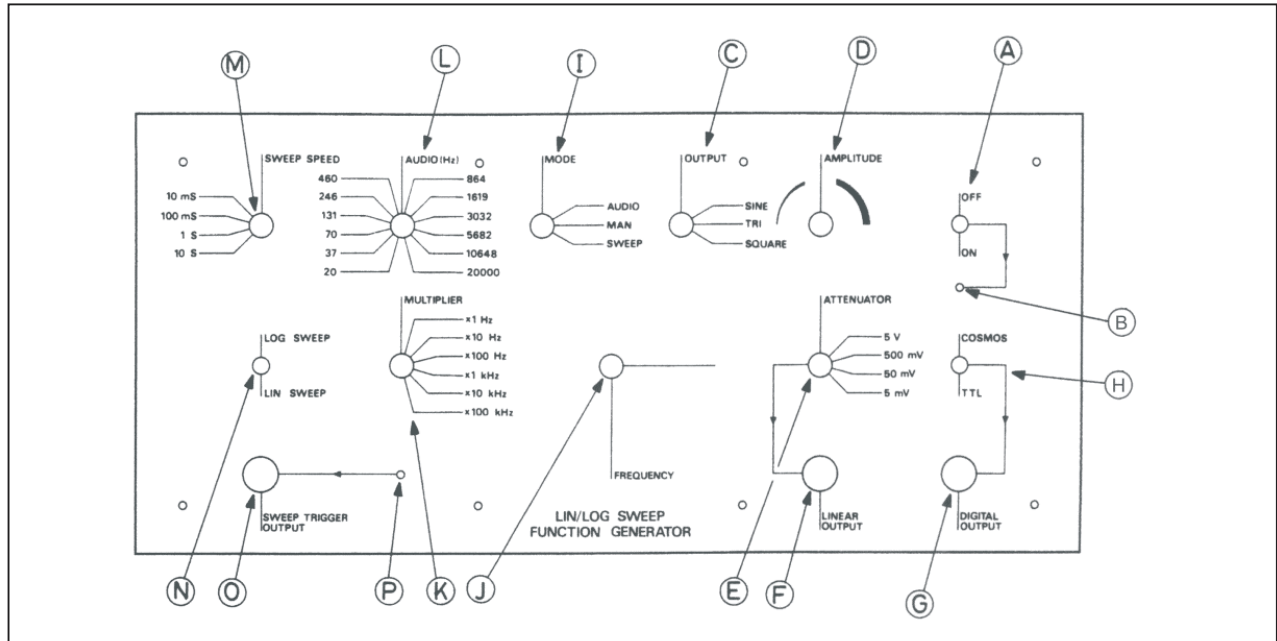 M
L
I
C
D
A
SWEEP SPEED
10 mS
100 mS
1 S
10 S
AUDIO (Hz)
460
246
131
70
37
20
864
1619
3032
5682
10648
20000
MODE
AUDIO
MAN
SWEEP
OUTPUT
SINE
TRI
SQUARE
AMPLITUDE
OFF
ON
B
LOG SWEEP
LIN SWEEP
MULTIPLIER
x1 Hz
x10 Hz
x100 Hz
x1 kHz
x10 kHz
x100 kHz
FREQUENCY
ATTENUATOR
5 V
500 mV
50 mV
5 mV
COSMOS
TTL
H
SWEEP TRIGGER
OUTPUT
LIN/LOG SWEEP
FUNCTION GENERATOR
LINEAR
OUTPUT
DIGITAL
OUTPUT
N
O
P
K
J
E
F
G